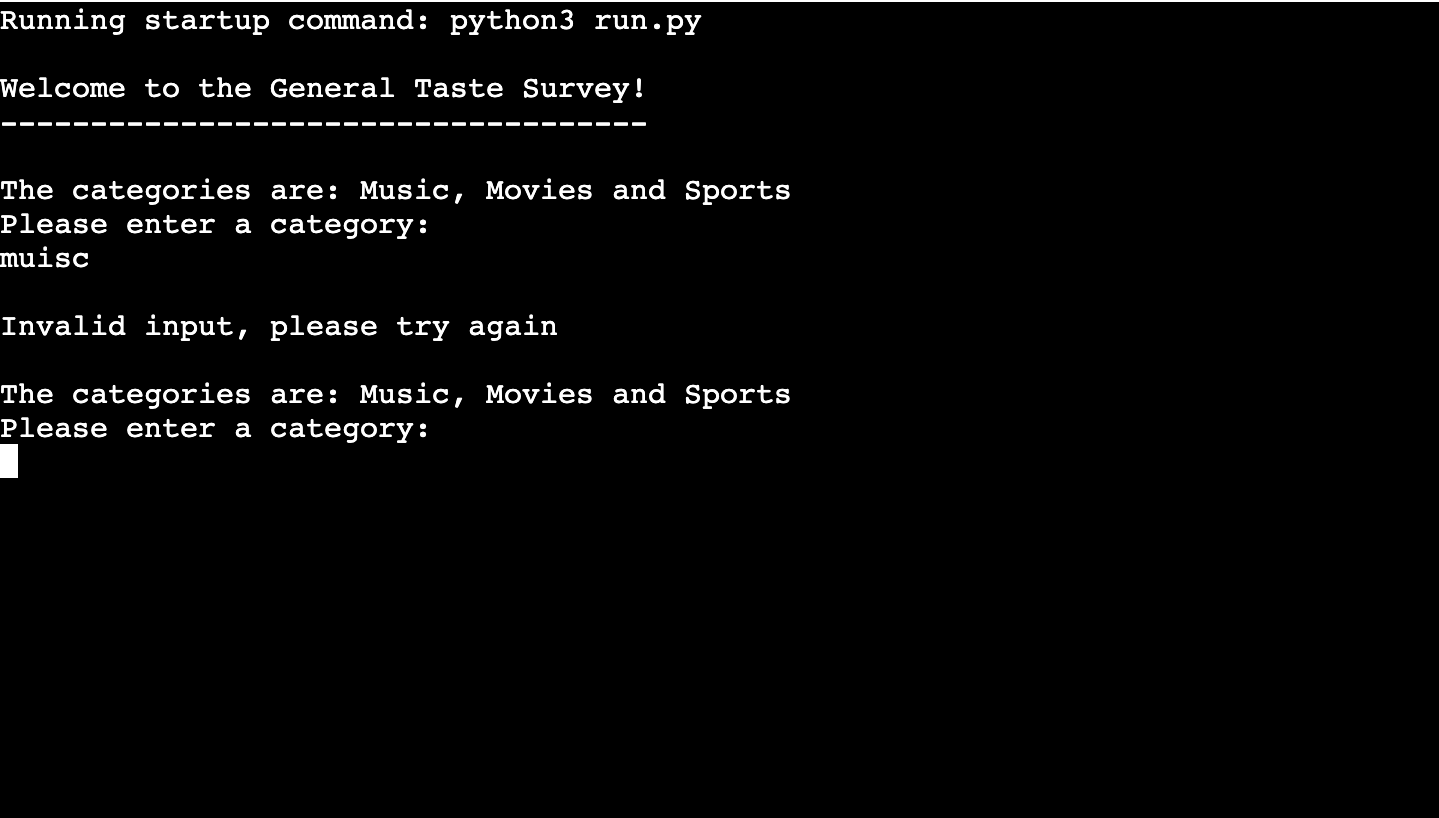 Running startup command: python3 run.py
Welcome to the General Taste Survey!
------------------------------------
The categories are: Music, Movies and Sports
Please enter a category:
muisc
Invalid input, please try again
The categories are: Music, Movies and Sports
Please enter a category: